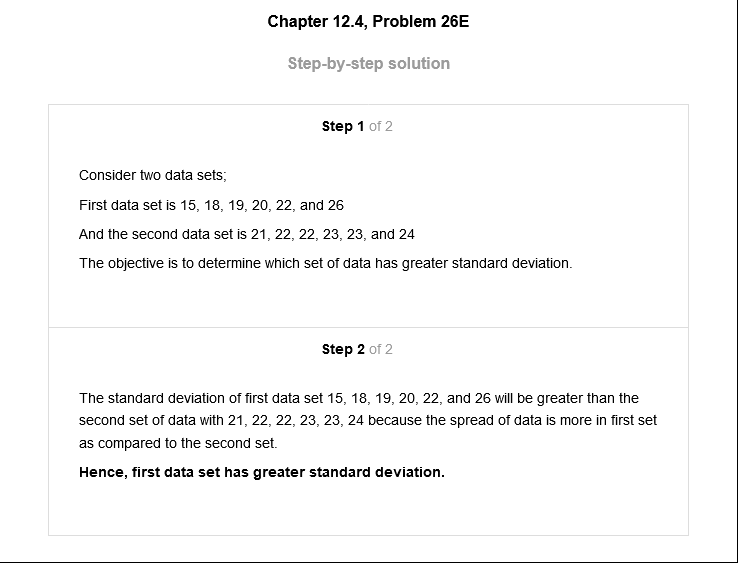 Chapter 12.4, Problem 26E
Step-by-step solution
Step 1 of 2
Consider two data sets;
First data set is 15, 18, 19, 20, 22, and 26
And the second data set is 21, 22, 22, 23, 23, and 24
The objective is to determine which set of data has greater standard deviation.
Step 2 of 2
The standard deviation of first data set 15, 18, 19, 20, 22, and 26 will be greater than the
second set of data with 21, 22, 22, 23, 23, 24 because the spread of data is more in first set
as compared to the second set.
Hence, first data set has greater standard deviation.